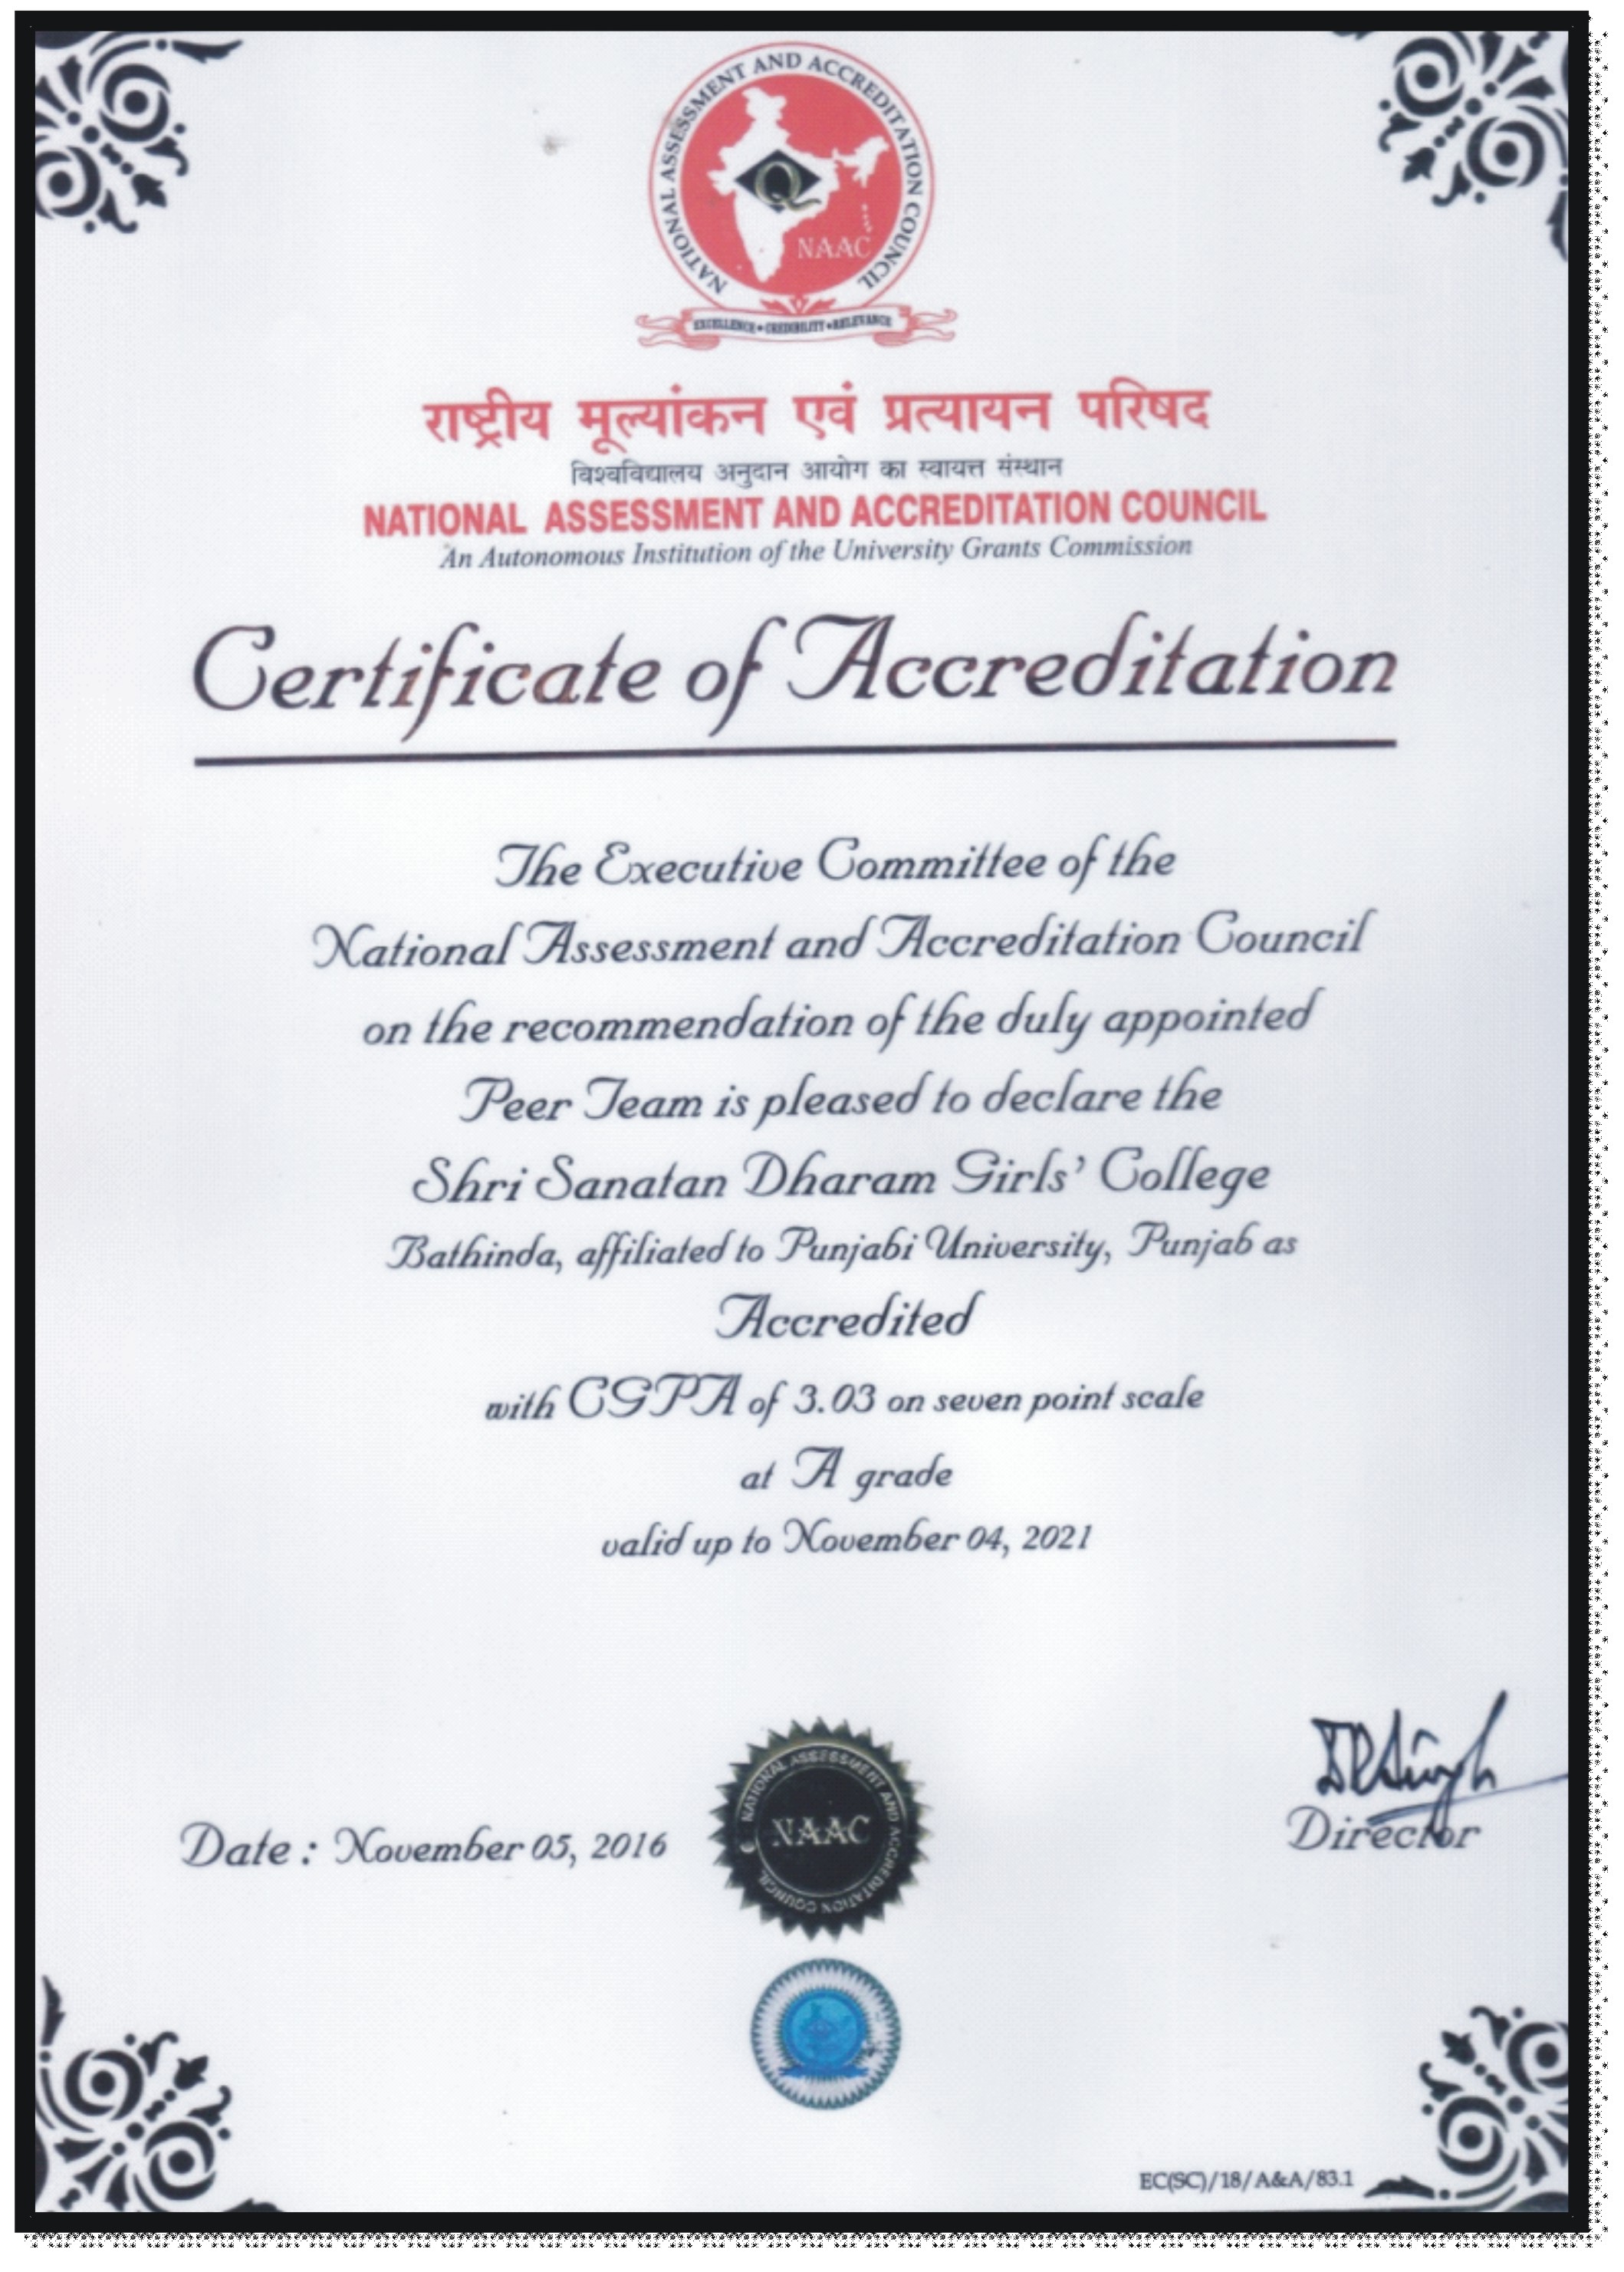 NATIONAL ASSESSMENT AND ACCREDITATION COUNCIL
Q
NAAC
EXCELLENCE • CREDIBILITY • RELEVANCE
राष्ट्रीय मूल्यांकन एवं प्रत्यायन परिषद
विश्वविद्यालय अनुदान आयोग का स्वायत्त संस्थान
NATIONAL ASSESSMENT AND ACCREDITATION COUNCIL
An Autonomous Institution of the University Grants Commission
Certificate of Accreditation
The Executive Committee of the
National Assessment and Accreditation Council
on the recommendation of the duly appointed
Peer Team is pleased to declare the
Shri Sanatan Dharam Girls' College
Bathinda, affiliated to Punjabi University, Punjab as
Accredited
with CGPA of 3.03 on seven point scale
at A grade
valid up to November 04, 2021
NATIONAL ASSESSMENT AND ACCREDITATION COUNCIL
NAAC
DPSingh
Date : November 05, 2016
Director
EC(SC)/18/A&A/83.1